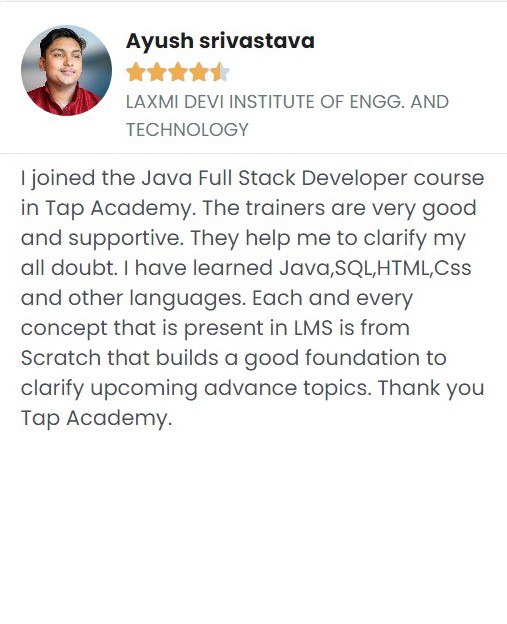 Ayush srivastava
LAXMI DEVI INSTITUTE OF ENGG. AND
TECHNOLOGY
I joined the Java Full Stack Developer course
in Tap Academy. The trainers are very good
and supportive. They help me to clarify my
all doubt. I have learned Java,SQL,HTML,Css
and other languages. Each and every
concept that is present in LMS is from
Scratch that builds a good foundation to
clarify upcoming advance topics. Thank you
Tap Academy.